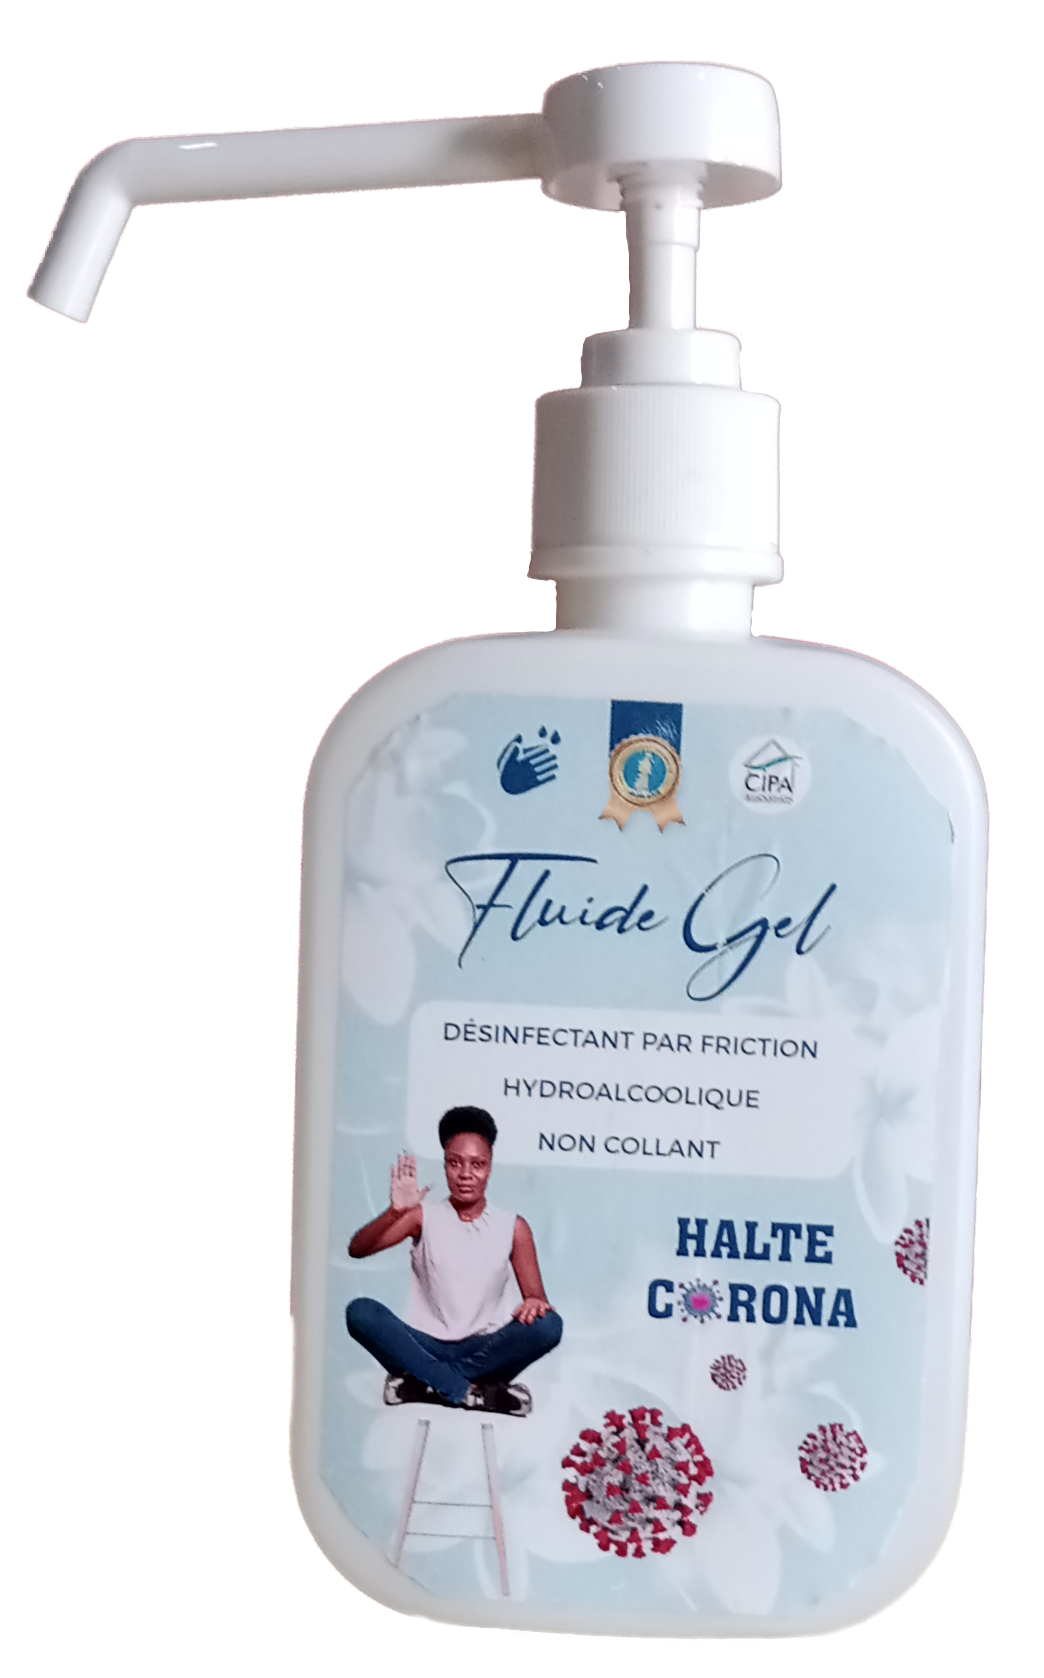 CIPA
Fluide Gel
DÉSINFECTANT PAR FRICTION
HYDROALCOOLIQUE
NON COLLANT
HALTE
CORONA